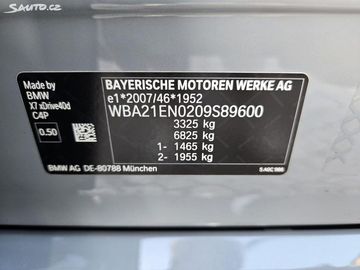 Sauto.cz
Made by
BMW
X7 xDrive40d
C4P
0.50
BAYERISCHE MOTOREN WERKE AG
e1*2007/46*1952
WBA21EN0209S89600
3325 kg
6825 kg
1- 1465 kg
2- 1955 kg
BMW AG DE-80788 München